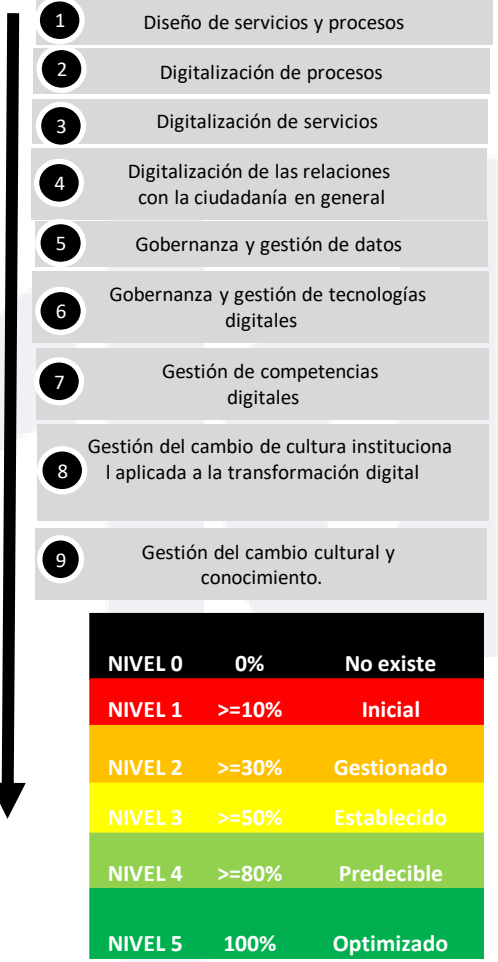 1 Diseño de servicios y procesos
2 Digitalización de procesos
3 Digitalización de servicios
4 Digitalización de las relaciones
con la ciudadanía en general
5 Gobernanza y gestión de datos
6 Gobernanza y gestión de tecnologías
digitales
7 Gestión de competencias
digitales
8 Gestión del cambio de cultura instituciona
l aplicada a la transformación digital
9 Gestión del cambio cultural y
conocimiento.
NIVEL 0 0% No existe
NIVEL 1 >=10% Inicial
NIVEL 2 >=30% Gestionado
NIVEL 3 >=50% Establecido
NIVEL 4 >=80% Predecible
NIVEL 5 100% Optimizado